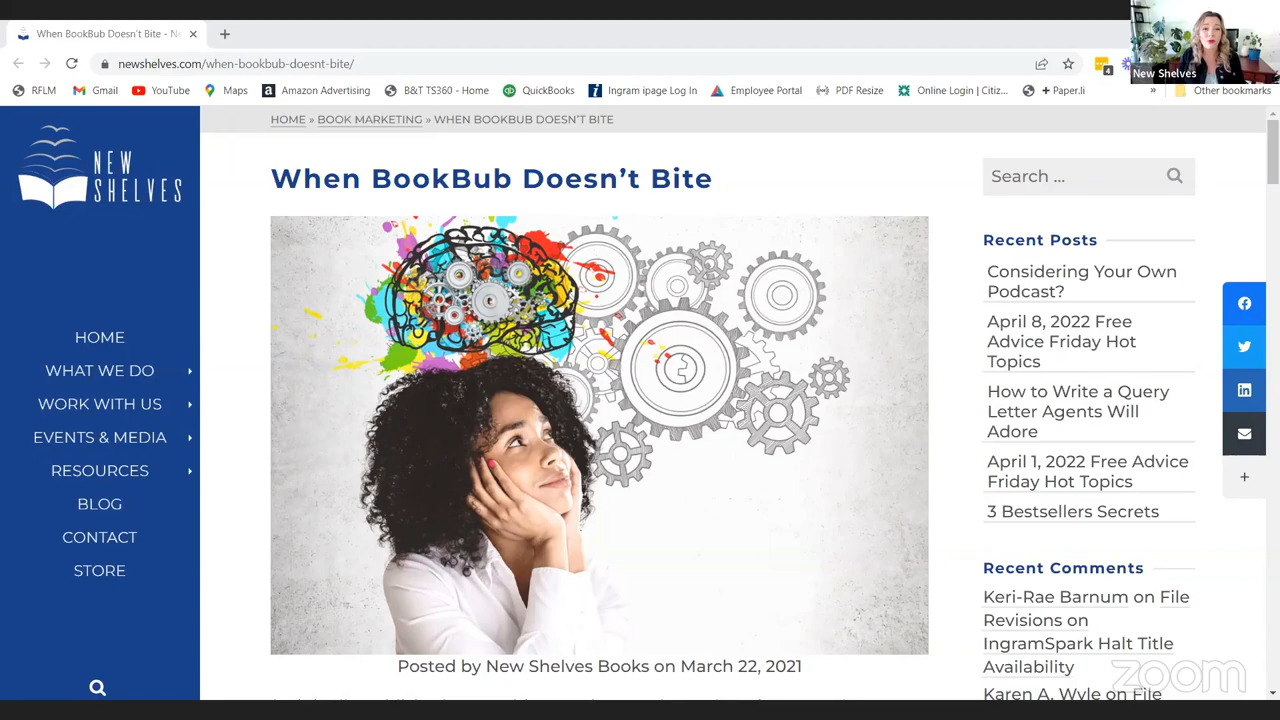 When BookBub Doesn't Bite - Ne
New Shelves
newshelves.com/when-bookbub-doesnt-bite/
4
RFLM
Gmail
YouTube
Maps
Amazon Advertising
B&T TS360 - Home
QuickBooks
Ingram ipage Log In
Employee Portal
PDF Resize
Online Login | Citiz...
+ Paper.li
»
Other bookmarks
NEW
SHELVES
HOME
WHAT WE DO
WORK WITH US
EVENTS & MEDIA
RESOURCES
BLOG
CONTACT
STORE
HOME » BOOK MARKETING » WHEN BOOKBUB DOESN'T BITE
When BookBub Doesn't Bite
Posted by New Shelves Books on March 22, 2021
Search ...
Recent Posts
Considering Your Own
Podcast?
April 8, 2022 Free
Advice Friday Hot
Topics
How to Write a Query
Letter Agents Will
Adore
April 1, 2022 Free Advice
Friday Hot Topics
3 Bestsellers Secrets
Recent Comments
Keri-Rae Barnum on File
Revisions on
IngramSpark Halt Title
Availability
Karen A. Wyle on File
zoom